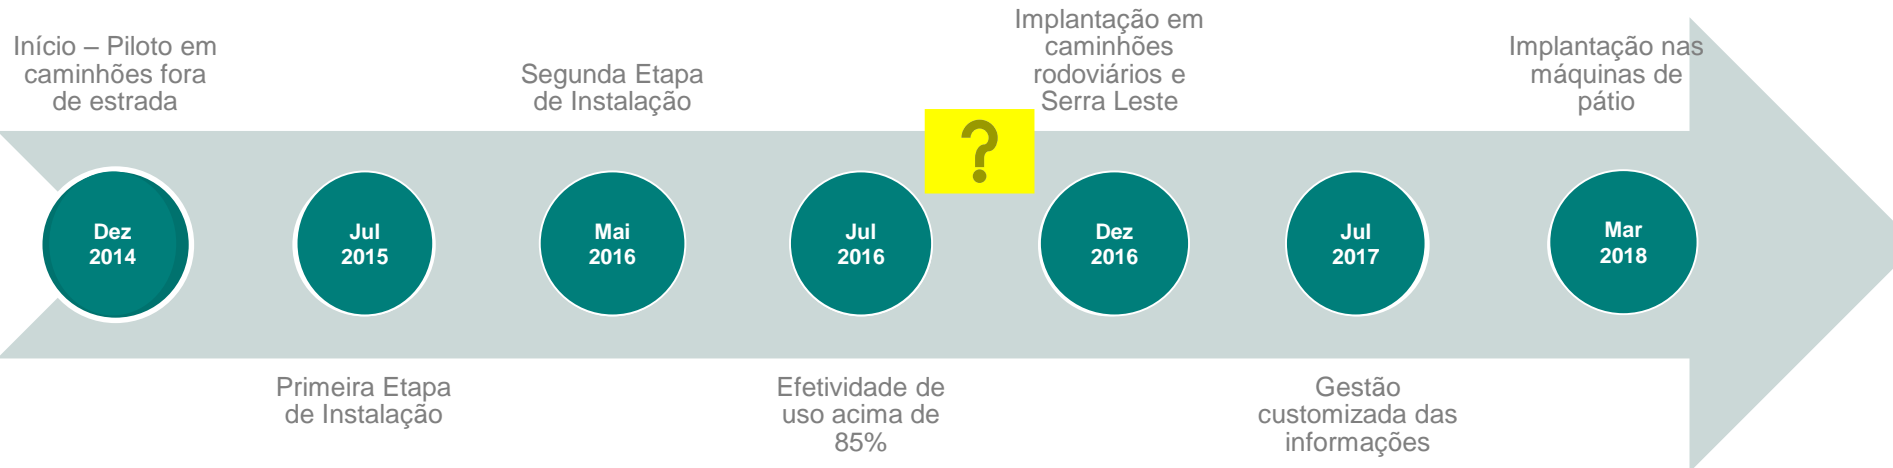 Início – Piloto em
caminhões fora
de estrada
Segunda Etapa
de Instalação
Implantação em
caminhões
rodoviários e
Serra Leste
Implantação nas
máquinas de
pátio
?
Dez
2014
Jul
2015
Mai
2016
Jul
2016
Dez
2016
Jul
2017
Mar
2018
Primeira Etapa
de Instalação
Efetividade de
uso acima de
85%
Gestão
customizada das
informações